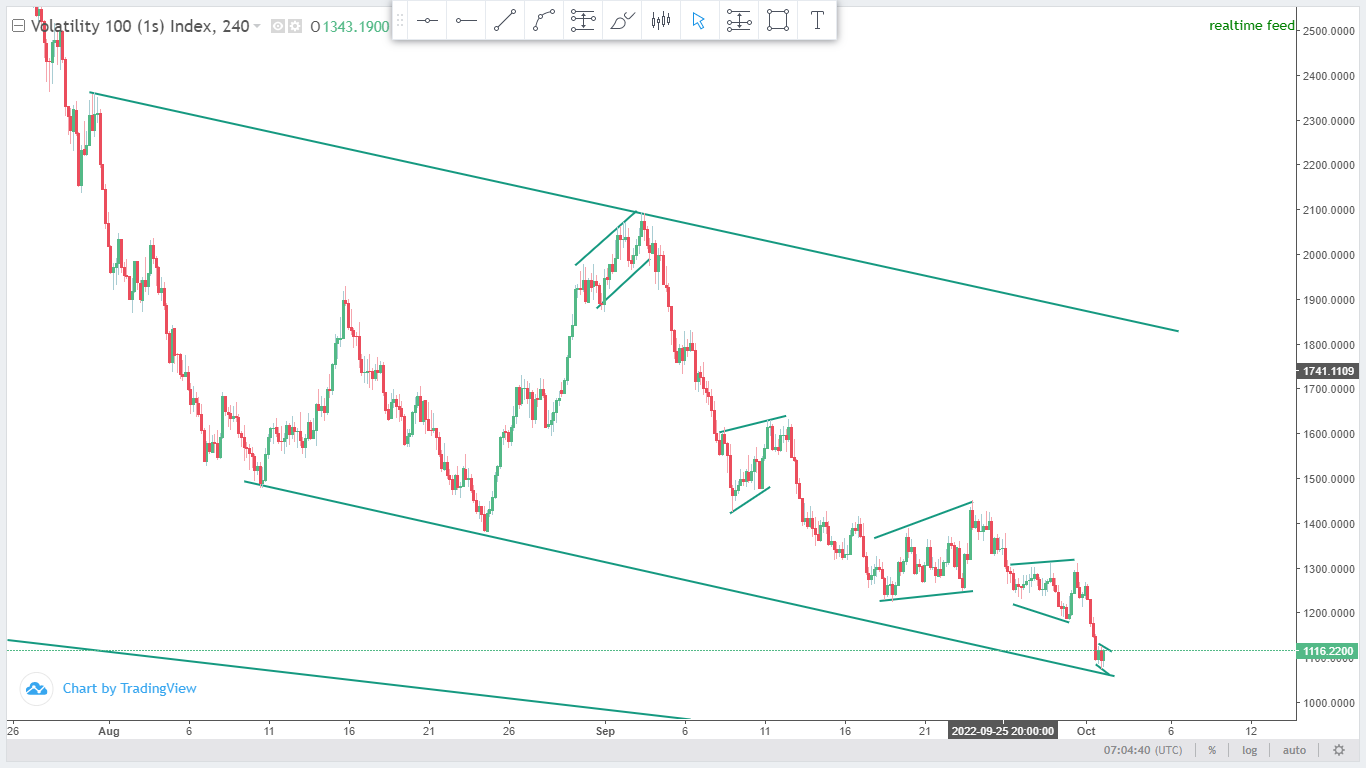 Volatility 100 (1s) Index, 240
O1343.1900
T
realtime feed
2500.0000
2400.0000
2300.0000
2200.0000
2100.0000
2000.0000
1900.0000
1800.0000
1741.1109
1700.0000
1600.0000
1500.0000
1400.0000
1300.0000
1200.0000
1116.2200
1100.0000
1000.0000
Chart by TradingView
26 Aug 6 11 16 21 26 Sep 6 11 16 21 2022-09-25 20:00:00 Oct 6 12
07:04:40 (UTC) % log auto